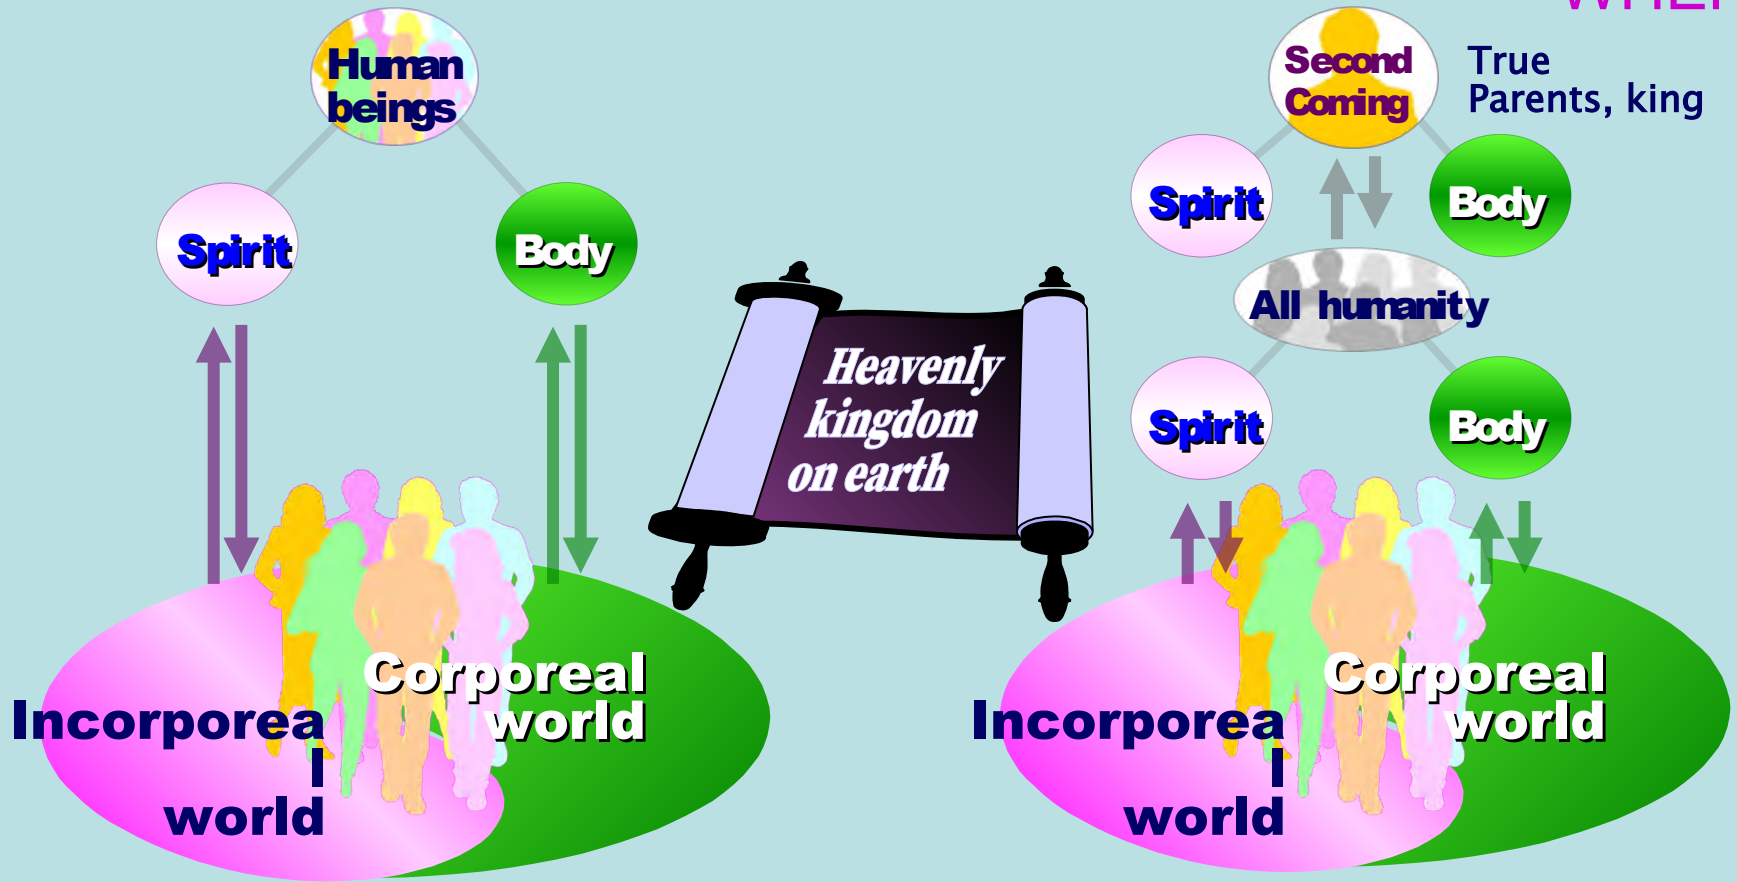 Human
beings
Spirit
Body
Incorporea
l
world
Corporeal
world
Heavenly
kingdom
on earth
Second
Coming
True
Parents, king
Spirit
Body
All humanity
Spirit
Body
Incorporea
l
world
Corporeal
world